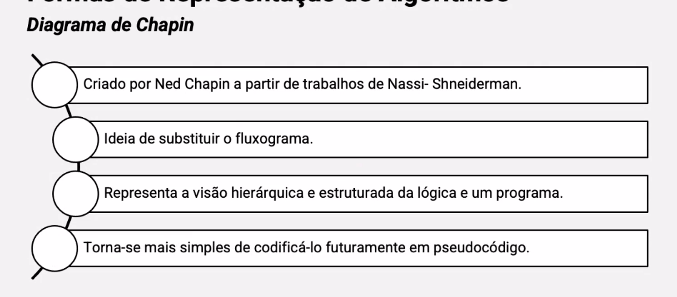 Formas de Representação de Algoritmos
Diagrama de Chapin
Criado por Ned Chapin a partir de trabalhos de Nassi- Shneiderman.
Ideia de substituir o fluxograma.
Representa a visão hierárquica e estruturada da lógica e um programa.
Torna-se mais simples de codificá-lo futuramente em pseudocódigo.